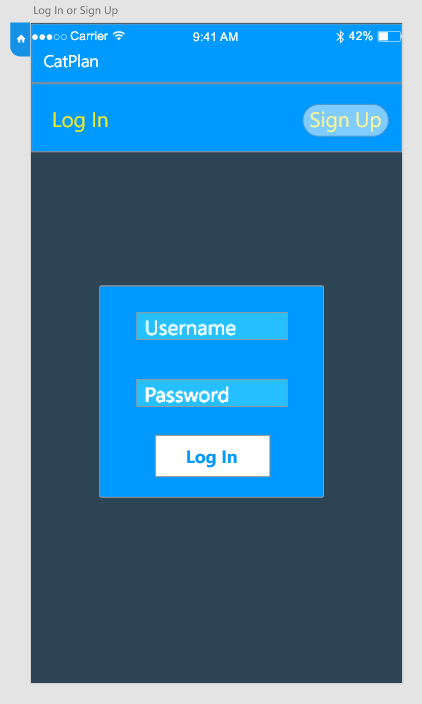 Log In or Sign Up
Carrier 9:41 AM 42%
CatPlan
Log In Sign Up
Username
Password
Log In